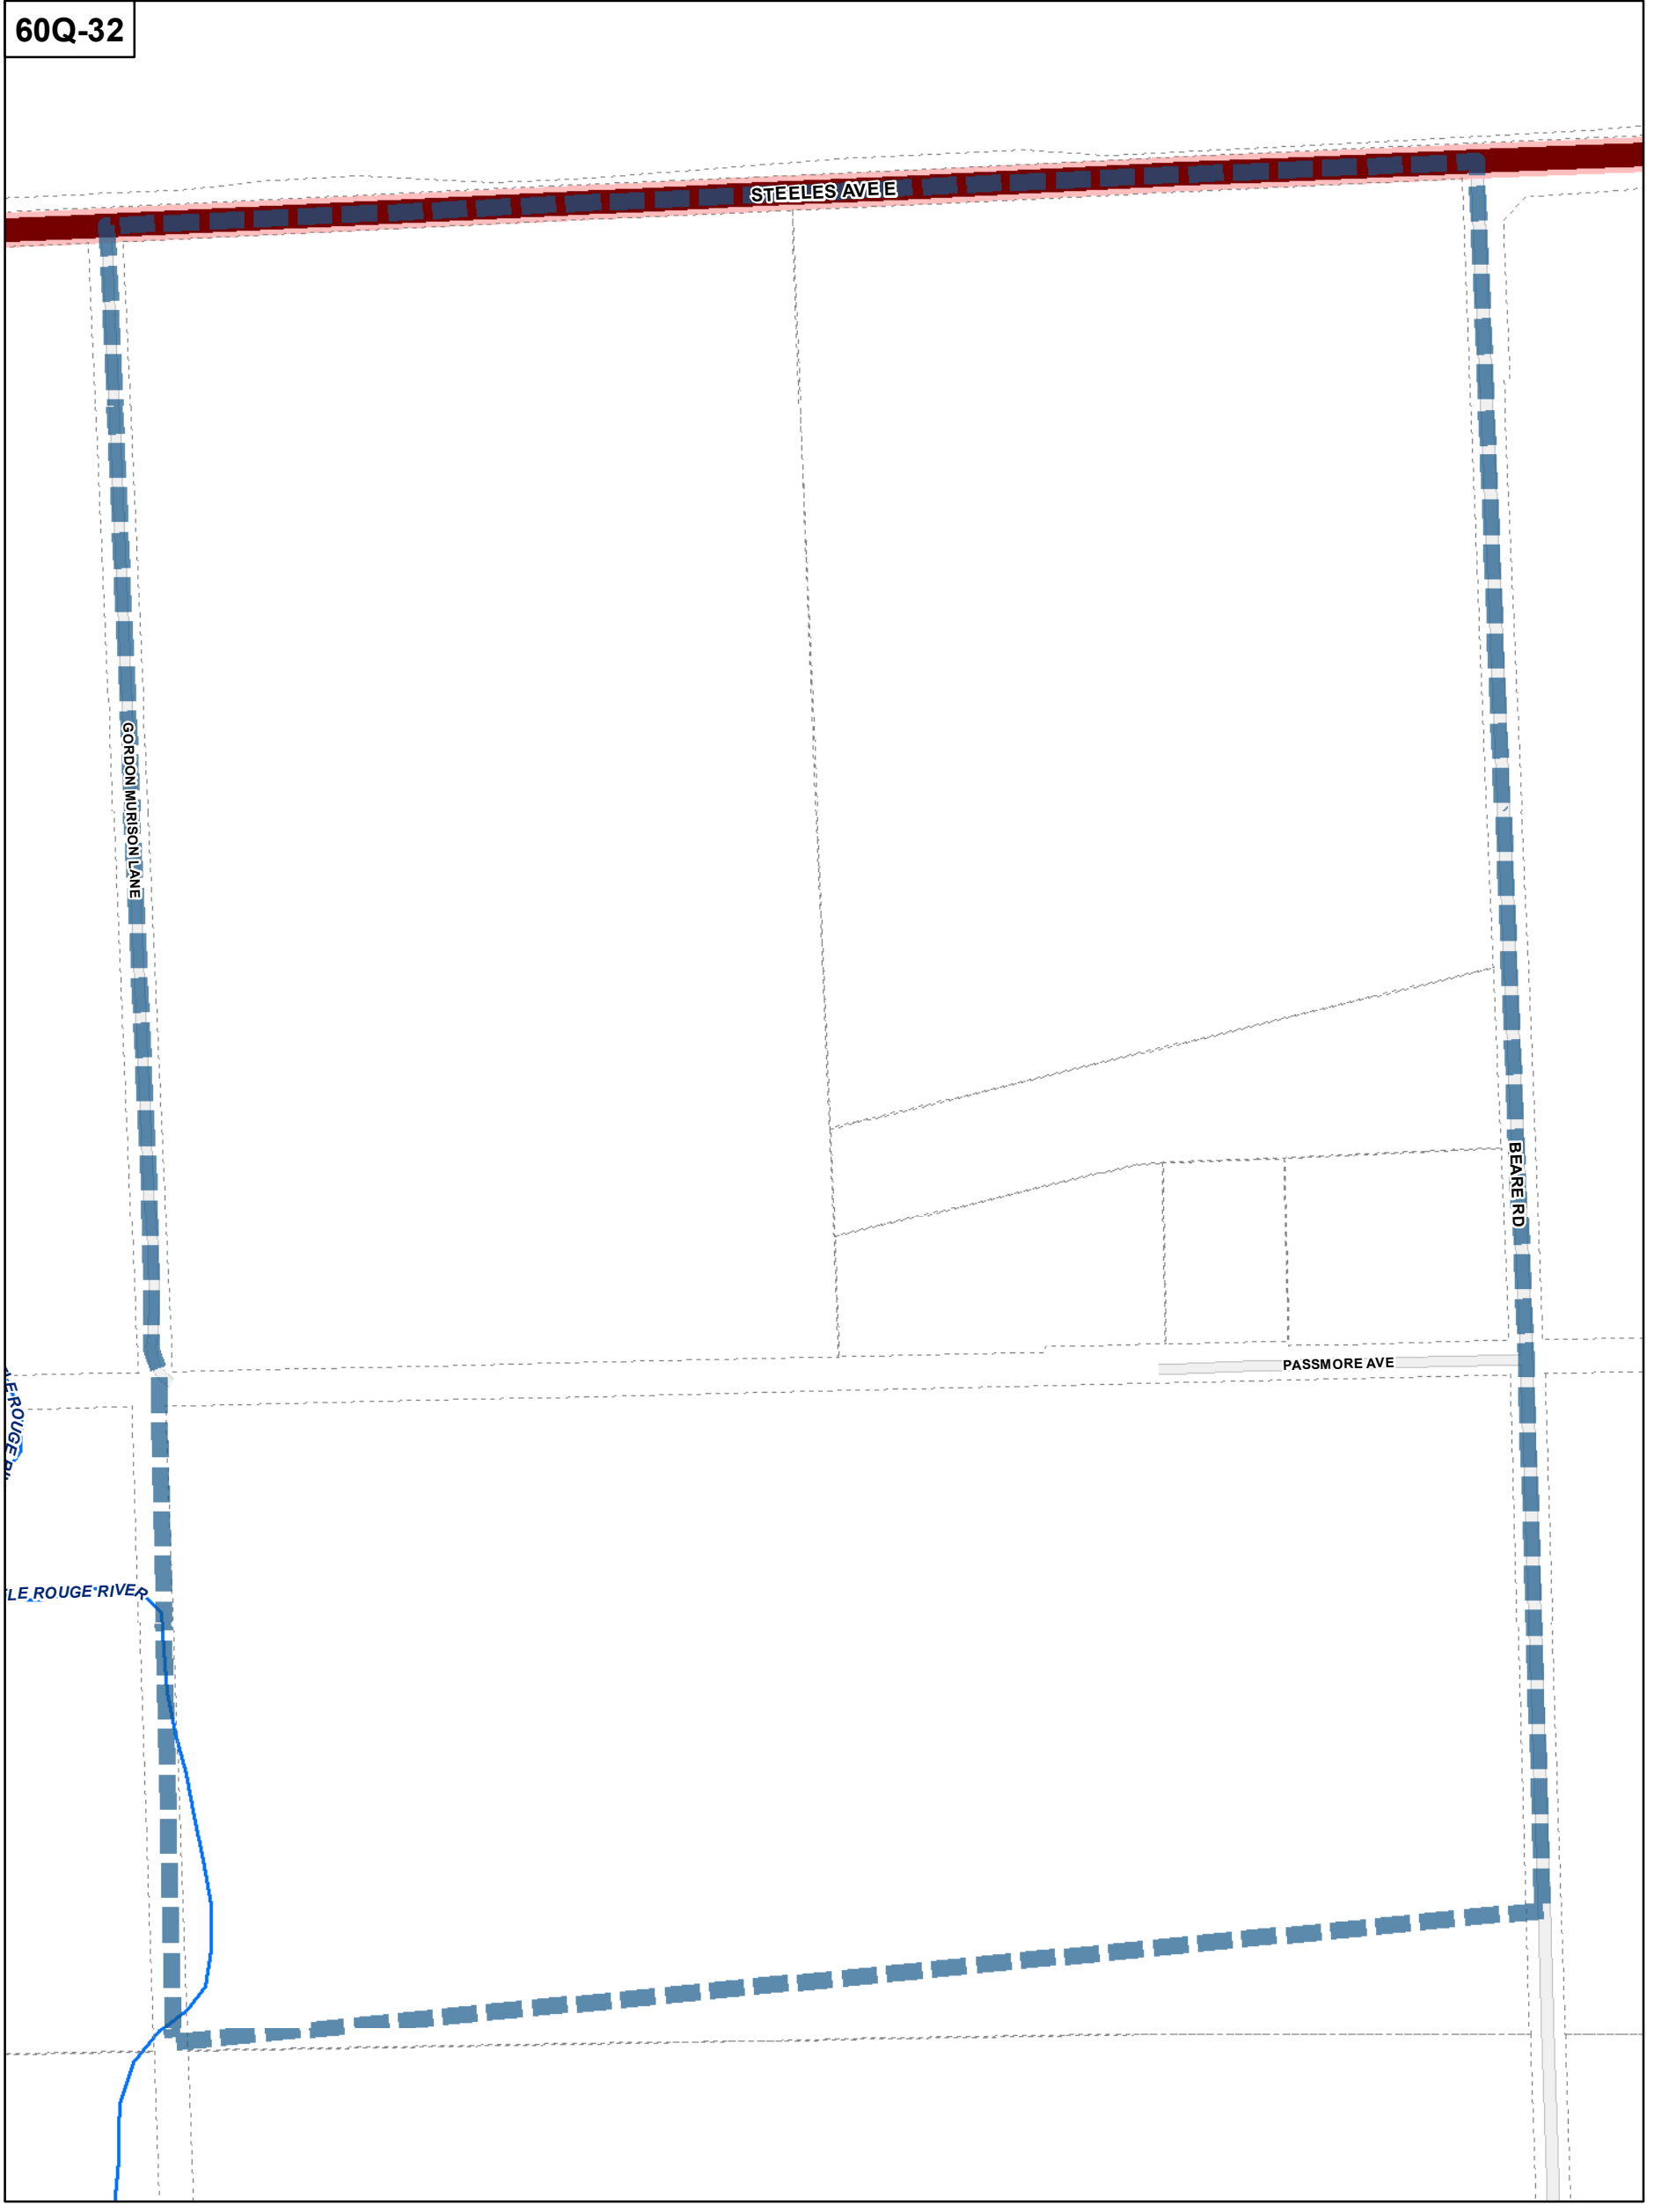 60Q-32
STEELES AVE E
GORDON MURISON LANE
BEARE RD
PASSMORE AVE
LE ROUGE RIVER